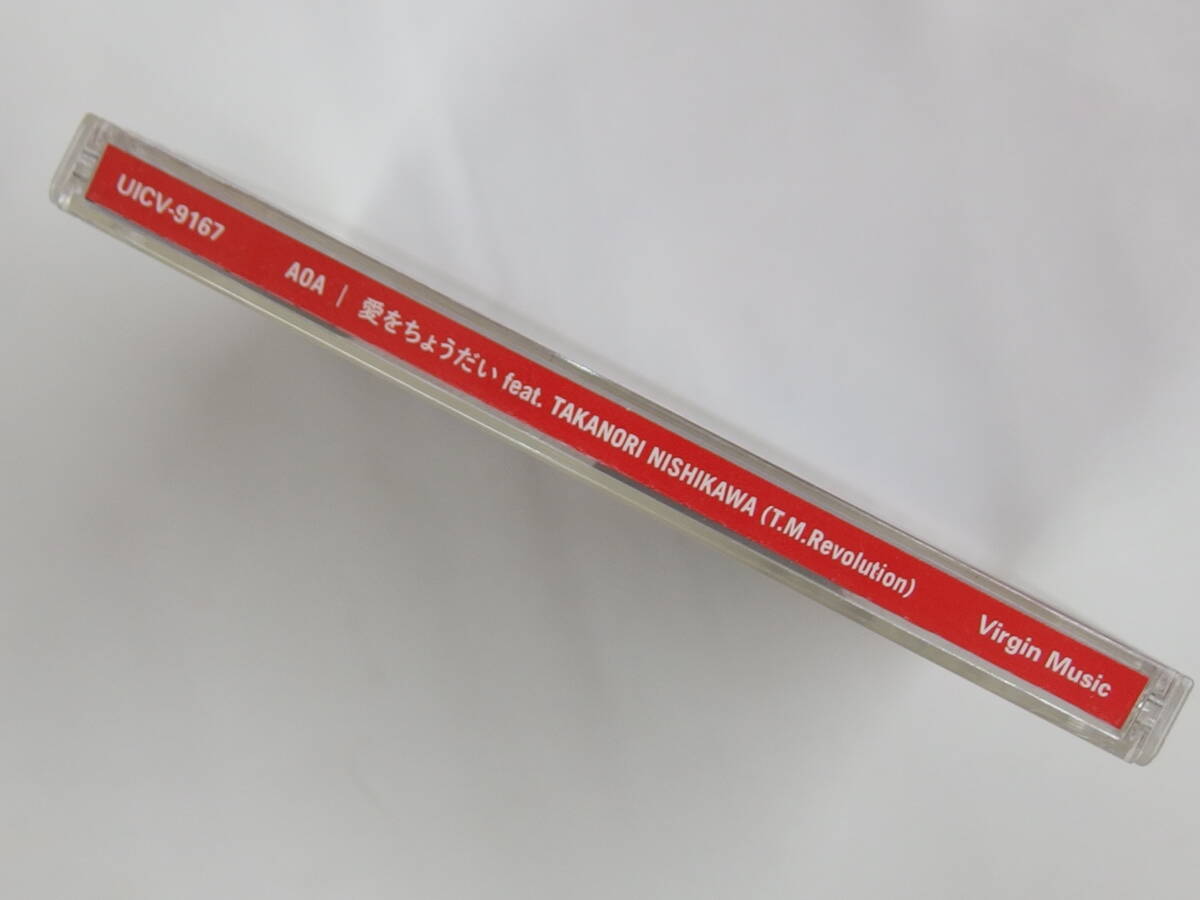 UICV-9167 AOA | 愛をちょうだい feat. TAKANORI NISHIKAWA (T.M.Revolution) Virgin Music